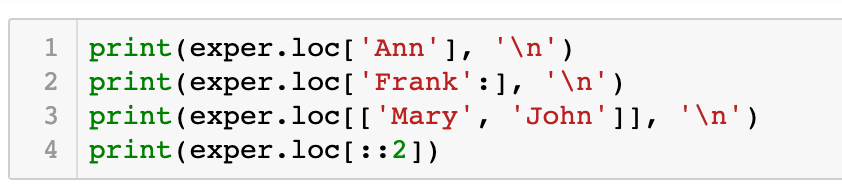 1 print(exper.loc['Ann'], '\n')
2 print(exper.loc['Frank':], '\n')
3 print(exper.loc[['Mary', 'John']], '\n')
4 print(exper.loc[::2])